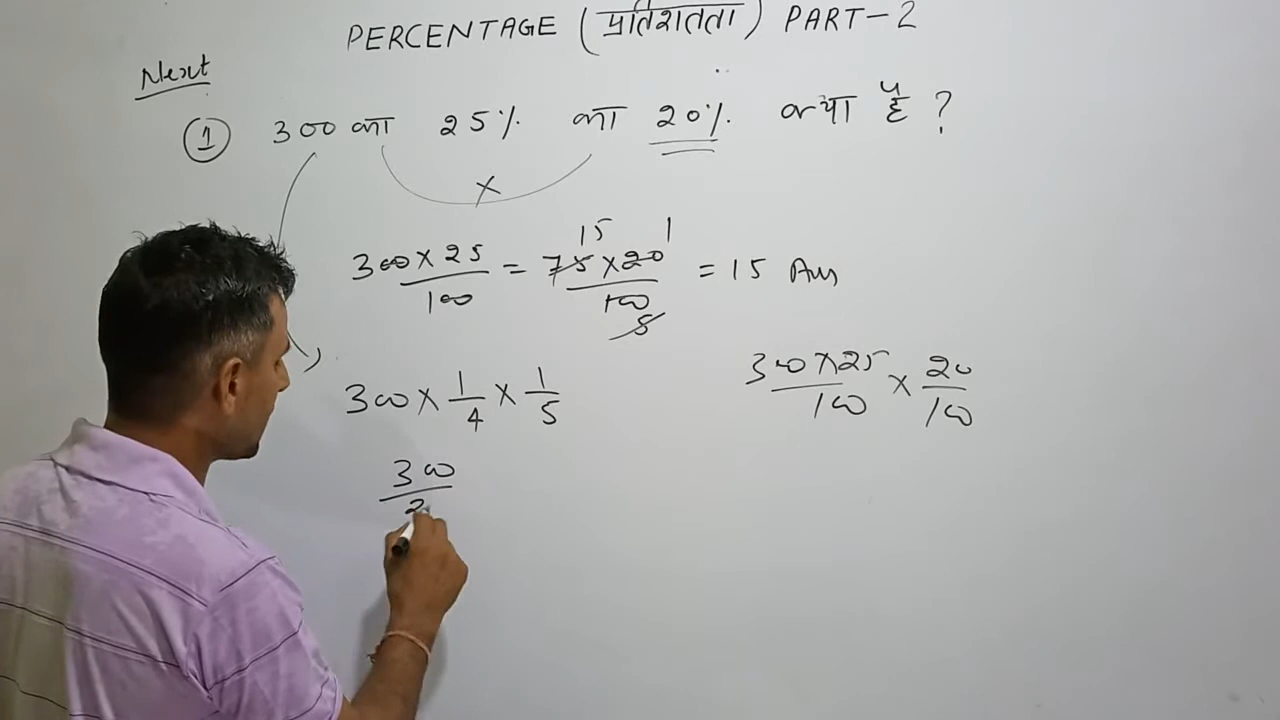 PERCENTAGE (प्रतिशतता) PART-2
Next
① 300 का 25% का 20% क्या है ?
×
300×25/100 = 75×20/100 = 15 Ans
15 1
5
300 × 1/4 × 1/5
300×25/100 × 20/100
300/2